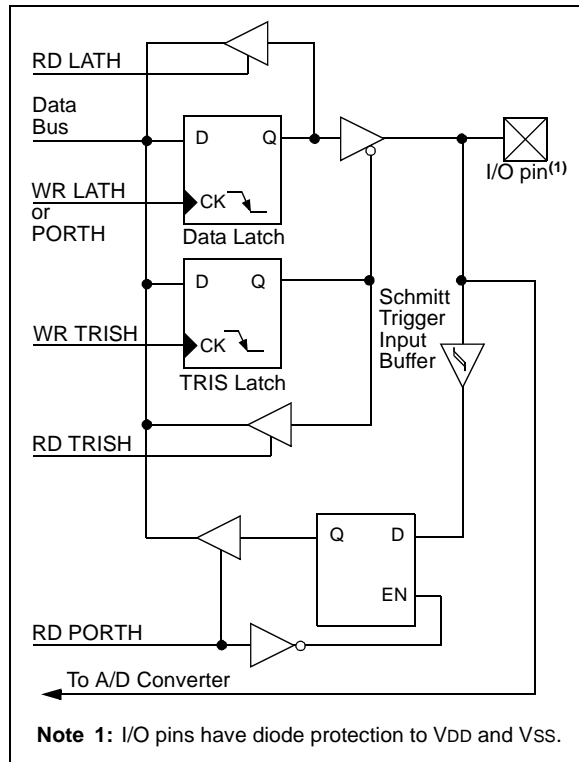 RD LATH
Data
Bus
D Q
I/O pin(1)
WR LATH
or
PORTH
CK
Data Latch
D Q
Schmitt
Trigger
Input
Buffer
WR TRISH
CK
TRIS Latch
RD TRISH
Q D
EN
RD PORTH
To A/D Converter
Note 1: I/O pins have diode protection to VDD and VSS.